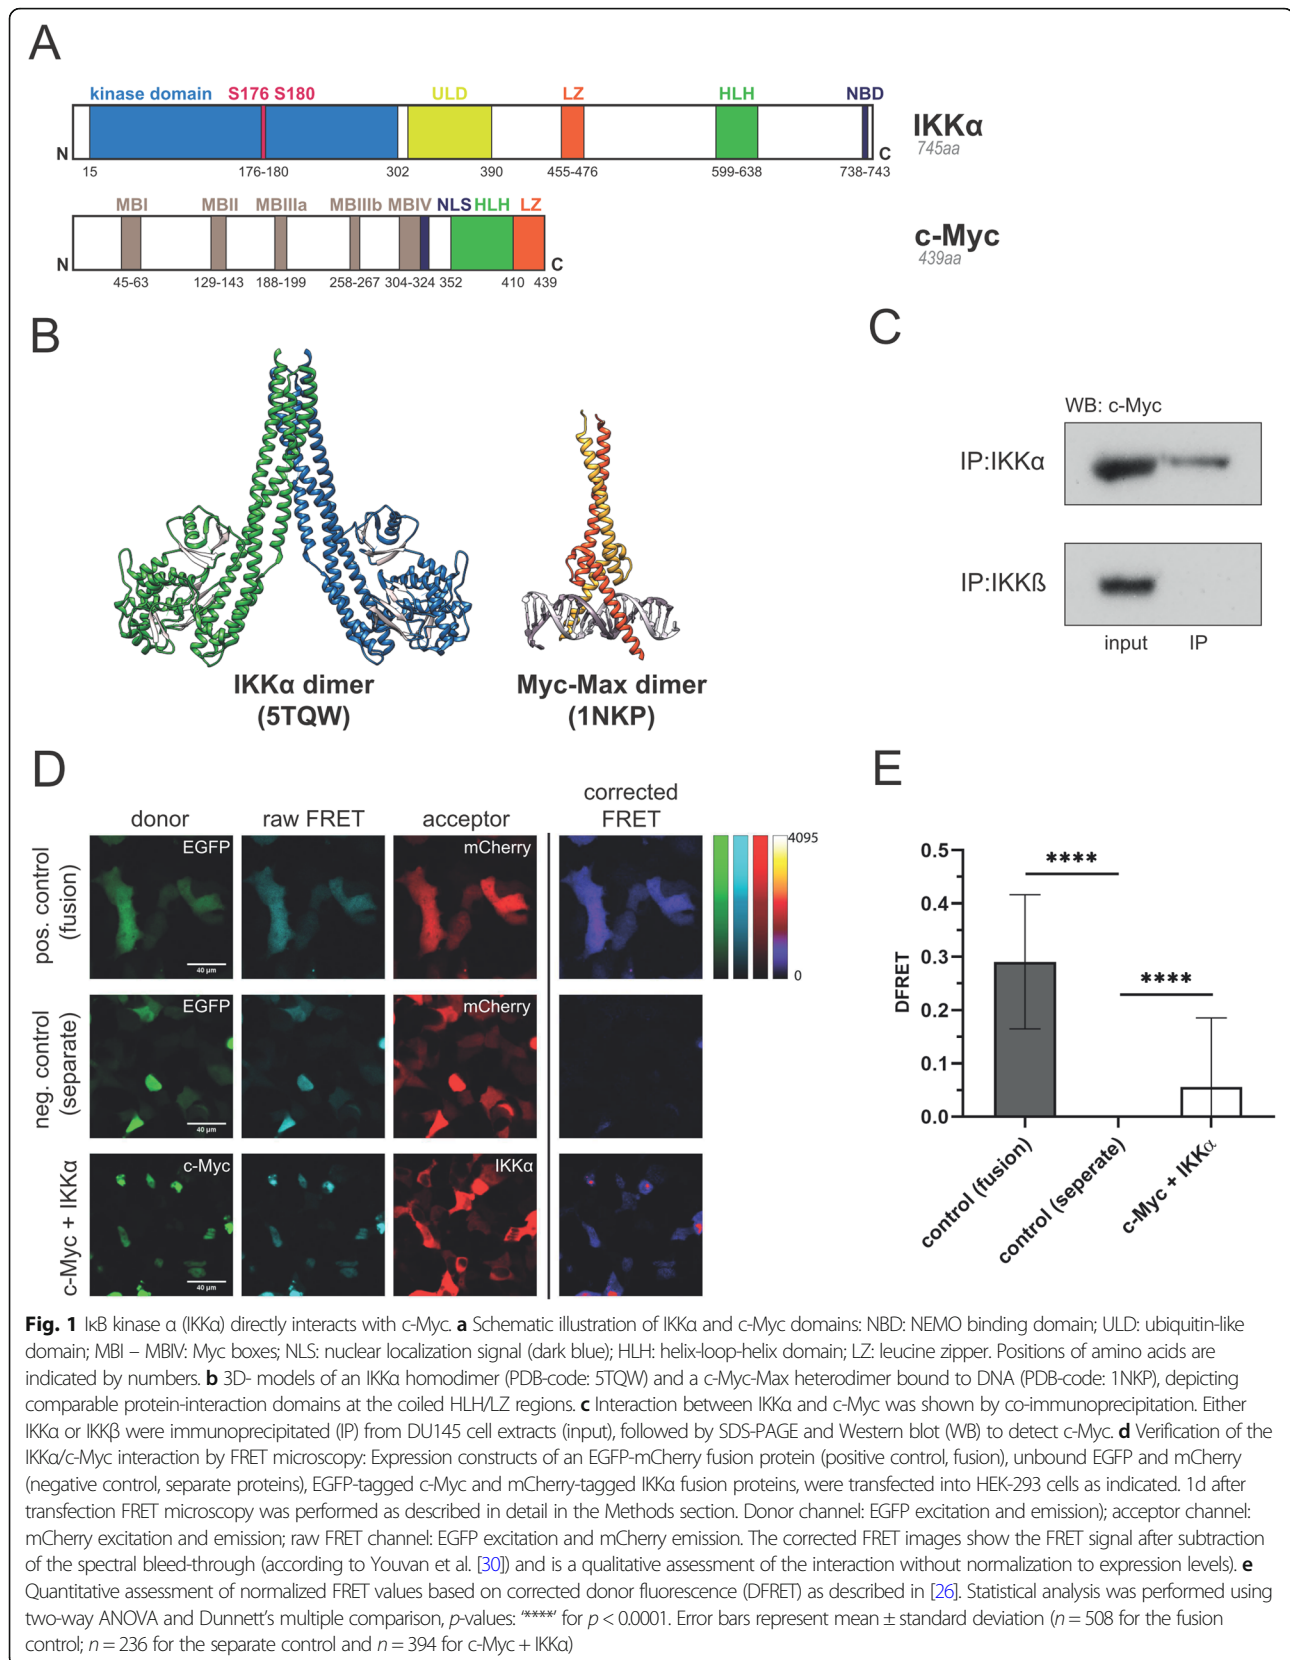 A
kinase domain S176 S180 ULD LZ HLH NBD
IKKα
745aa
N C
15 176-180 302 390 455-476 599-638 738-743
MBI MBII MBIIIa MBIIIb MBIV NLS HLH LZ
c-Myc
439aa
N C
45-63 129-143 188-199 258-267 304-324 352 410 439
B
IKKα dimer
(5TQW)
Myc-Max dimer
(1NKP)
C
WB: c-Myc
IP:IKKα
IP:IKKß
input IP
D
donor raw FRET acceptor corrected FRET
pos. control
(fusion)
EGFP mCherry
40 µm
4095
0
neg. control
(separate)
EGFP mCherry
40 µm
c-Myc + IKKα
c-Myc IKKα
40 µm
E
DFRET
0.5
0.4
0.3
0.2
0.1
0.0
****
****
control (fusion)
control (seperate)
c-Myc + IKKα
Fig. 1 IκB kinase α (IKKα) directly interacts with c-Myc. a Schematic illustration of IKKα and c-Myc domains: NBD: NEMO binding domain; ULD: ubiquitin-like
domain; MBI – MBIV: Myc boxes; NLS: nuclear localization signal (dark blue); HLH: helix-loop-helix domain; LZ: leucine zipper. Positions of amino acids are
indicated by numbers. b 3D- models of an IKKα homodimer (PDB-code: 5TQW) and a c-Myc-Max heterodimer bound to DNA (PDB-code: 1NKP), depicting
comparable protein-interaction domains at the coiled HLH/LZ regions. c Interaction between IKKα and c-Myc was shown by co-immunoprecipitation. Either
IKKα or IKKβ were immunoprecipitated (IP) from DU145 cell extracts (input), followed by SDS-PAGE and Western blot (WB) to detect c-Myc. d Verification of the
IKKα/c-Myc interaction by FRET microscopy: Expression constructs of an EGFP-mCherry fusion protein (positive control, fusion), unbound EGFP and mCherry
(negative control, separate proteins), EGFP-tagged c-Myc and mCherry-tagged IKKα fusion proteins, were transfected into HEK-293 cells as indicated. 1d after
transfection FRET microscopy was performed as described in detail in the Methods section. Donor channel: EGFP excitation and emission); acceptor channel:
mCherry excitation and emission; raw FRET channel: EGFP excitation and mCherry emission. The corrected FRET images show the FRET signal after subtraction
of the spectral bleed-through (according to Youvan et al. [30]) and is a qualitative assessment of the interaction without normalization to expression levels). e
Quantitative assessment of normalized FRET values based on corrected donor fluorescence (DFRET) as described in [26]. Statistical analysis was performed using
two-way ANOVA and Dunnett's multiple comparison, p-values: '****' for p < 0.0001. Error bars represent mean ± standard deviation (n = 508 for the fusion
control; n = 236 for the separate control and n = 394 for c-Myc + IKKα)